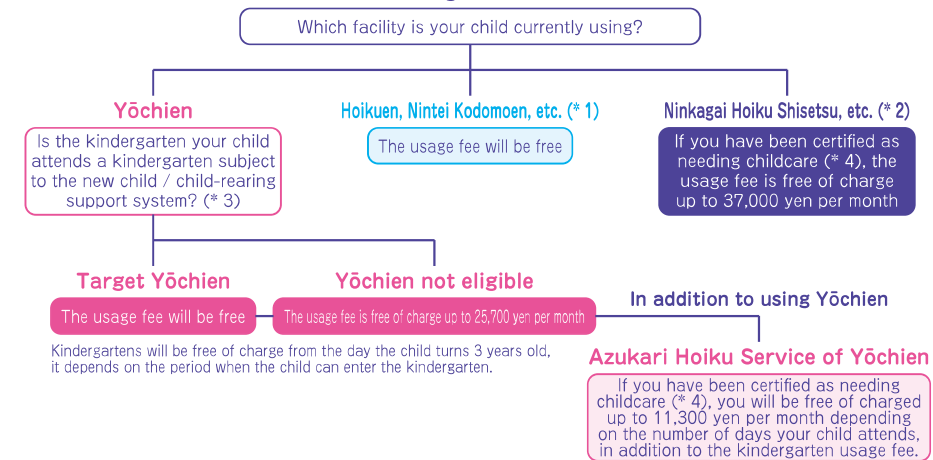 Which facility is your child currently using?
Yōchien
Is the kindergarten your child
attends a kindergarten subject
to the new child / child-rearing
support system? (* 3)
Hoikuen, Nintei Kodomoen, etc. (* 1)
The usage fee will be free
Ninkagai Hoiku Shisetsu, etc. (* 2)
If you have been certified as
needing childcare (* 4), the
usage fee is free of charge
up to 37,000 yen per month
Target Yōchien
The usage fee will be free
Yōchien not eligible
The usage fee is free of charge up to 25,700 yen per month
Kindergartens will be free of charge from the day the child turns 3 years old,
it depends on the period when the child can enter the kindergarten.
In addition to using Yōchien
Azukari Hoiku Service of Yōchien
If you have been certified as needing
childcare (* 4), you will be free of charged
up to 11,300 yen per month depending
on the number of days your child attends,
in addition to the kindergarten usage fee.